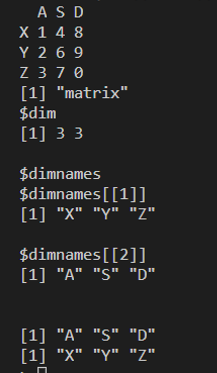 A S D
X 1 4 8
Y 2 6 9
Z 3 7 0
[1] "matrix"
$dim
[1] 3 3

$dimnames
$dimnames[[1]]
[1] "X" "Y" "Z"

$dimnames[[2]]
[1] "A" "S" "D"


[1] "A" "S" "D"
[1] "X" "Y" "Z"